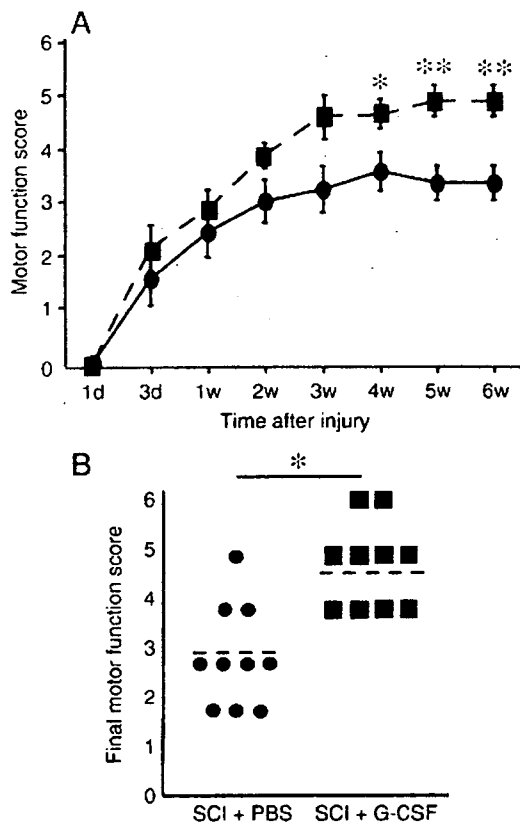 A
Motor function score
6
5
4
3
2
1
0
* ** **
1d 3d 1w 2w 3w 4w 5w 6w
Time after injury
B
*
Final motor function score
6
5
4
3
2
1
0
SCI + PBS SCI + G-CSF